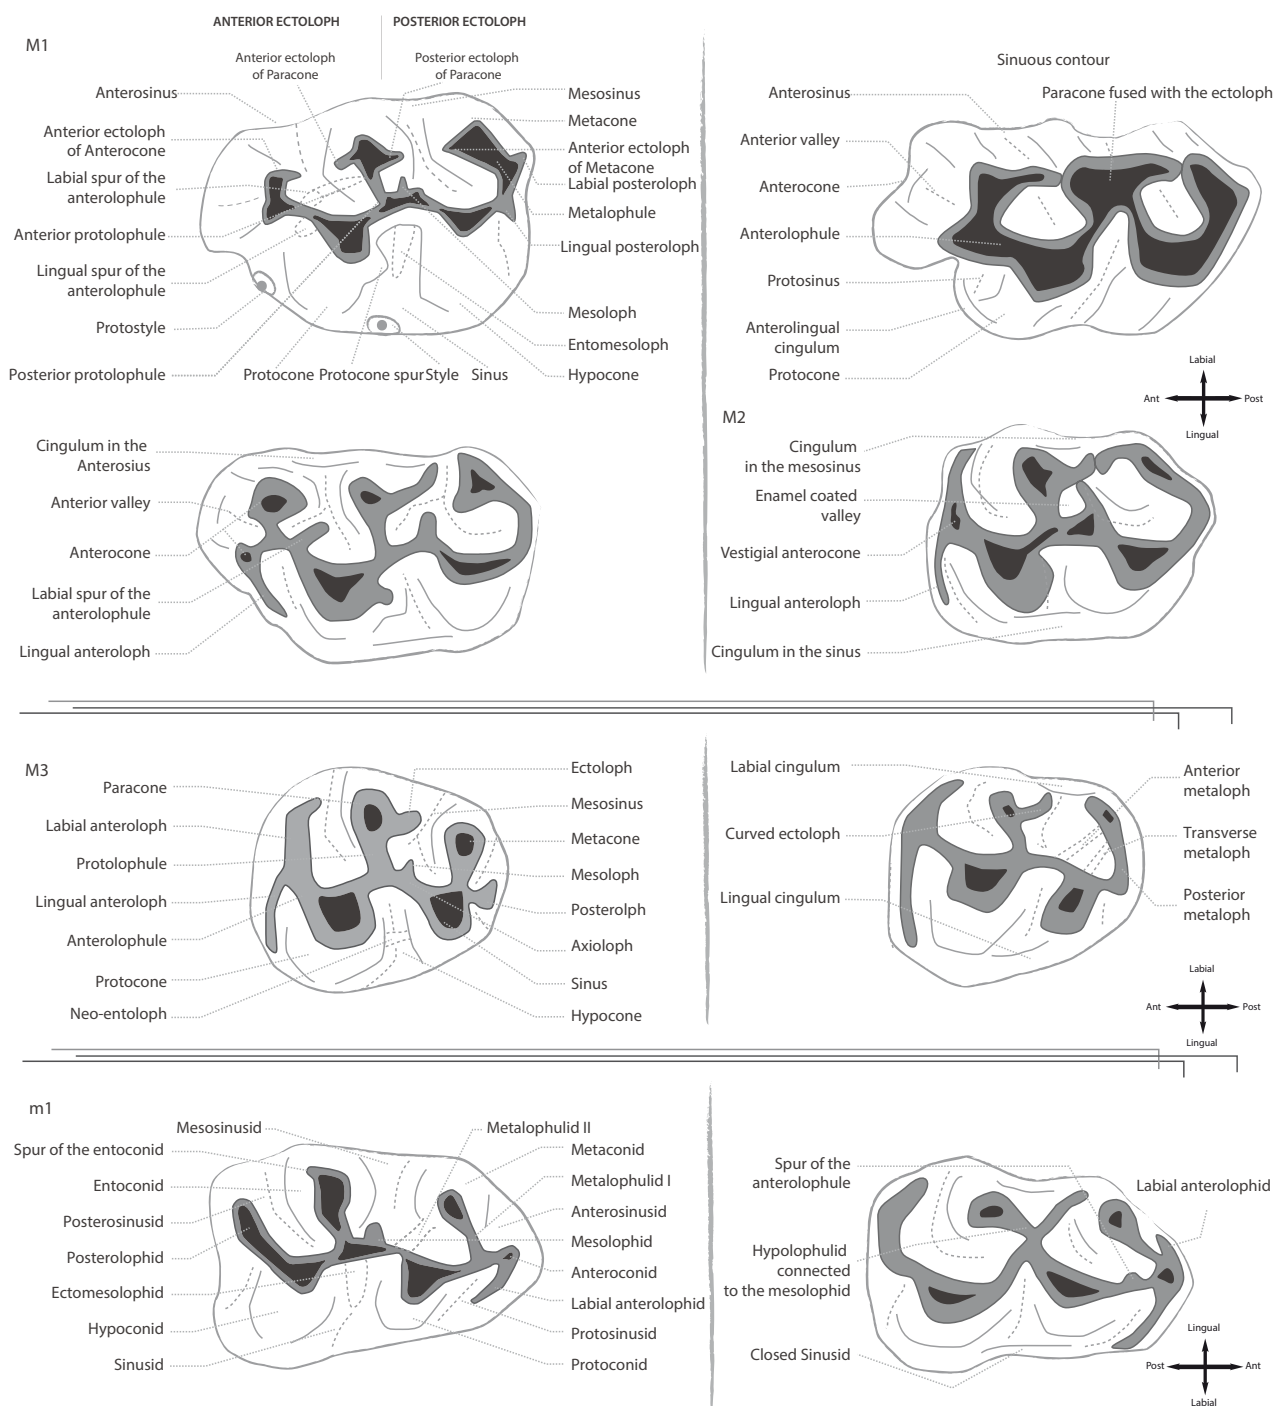 ANTERIOR ECTOLOPH
POSTERIOR ECTOLOPH
M1
Anterior ectoloph
of Paracone
Posterior ectoloph
of Paracone
Anterosinus
Anterior ectoloph
of Anterocone
Labial spur of the
anterolophule
Anterior protolophule
Lingual spur of the
anterolophule
Protostyle
Posterior protolophule
Protocone
Protocone spur
Style
Sinus
Mesosinus
Metacone
Anterior ectoloph
of Metacone
Labial posteroloph
Metalophule
Lingual posteroloph
Mesoloph
Entomesoloph
Hypocone
Sinuous contour
Anterosinus
Paracone fused with the ectoloph
Anterior valley
Anterocone
Anterolophule
Protosinus
Anterolingual
cingulum
Protocone
Labial
Ant
Post
Lingual
Cingulum in the
Anterosius
Anterior valley
Anterocone
Labial spur of the
anterolophule
Lingual anteroloph
M2
Cingulum
in the mesosinus
Enamel coated
valley
Vestigial anterocone
Lingual anteroloph
Cingulum in the sinus
M3
Paracone
Labial anteroloph
Protolophule
Lingual anteroloph
Anterolophule
Protocone
Neo-entoloph
Ectoloph
Mesosinus
Metacone
Mesoloph
Posterolph
Axioloph
Sinus
Hypocone
Labial cingulum
Curved ectoloph
Lingual cingulum
Anterior
metaloph
Transverse
metaloph
Posterior
metaloph
Labial
Ant
Post
Lingual
m1
Mesosinusid
Spur of the entoconid
Entoconid
Posterosinusid
Posterolophid
Ectomesolophid
Hypoconid
Sinusid
Metalophulid II
Metaconid
Metalophulid I
Anterosinusid
Mesolophid
Anteroconid
Labial anterolophid
Protosinusid
Protoconid
Spur of the
anterolophule
Labial anterolophid
Hypolophulid
connected
to the mesolophid
Closed Sinusid
Lingual
Post
Ant
Labial